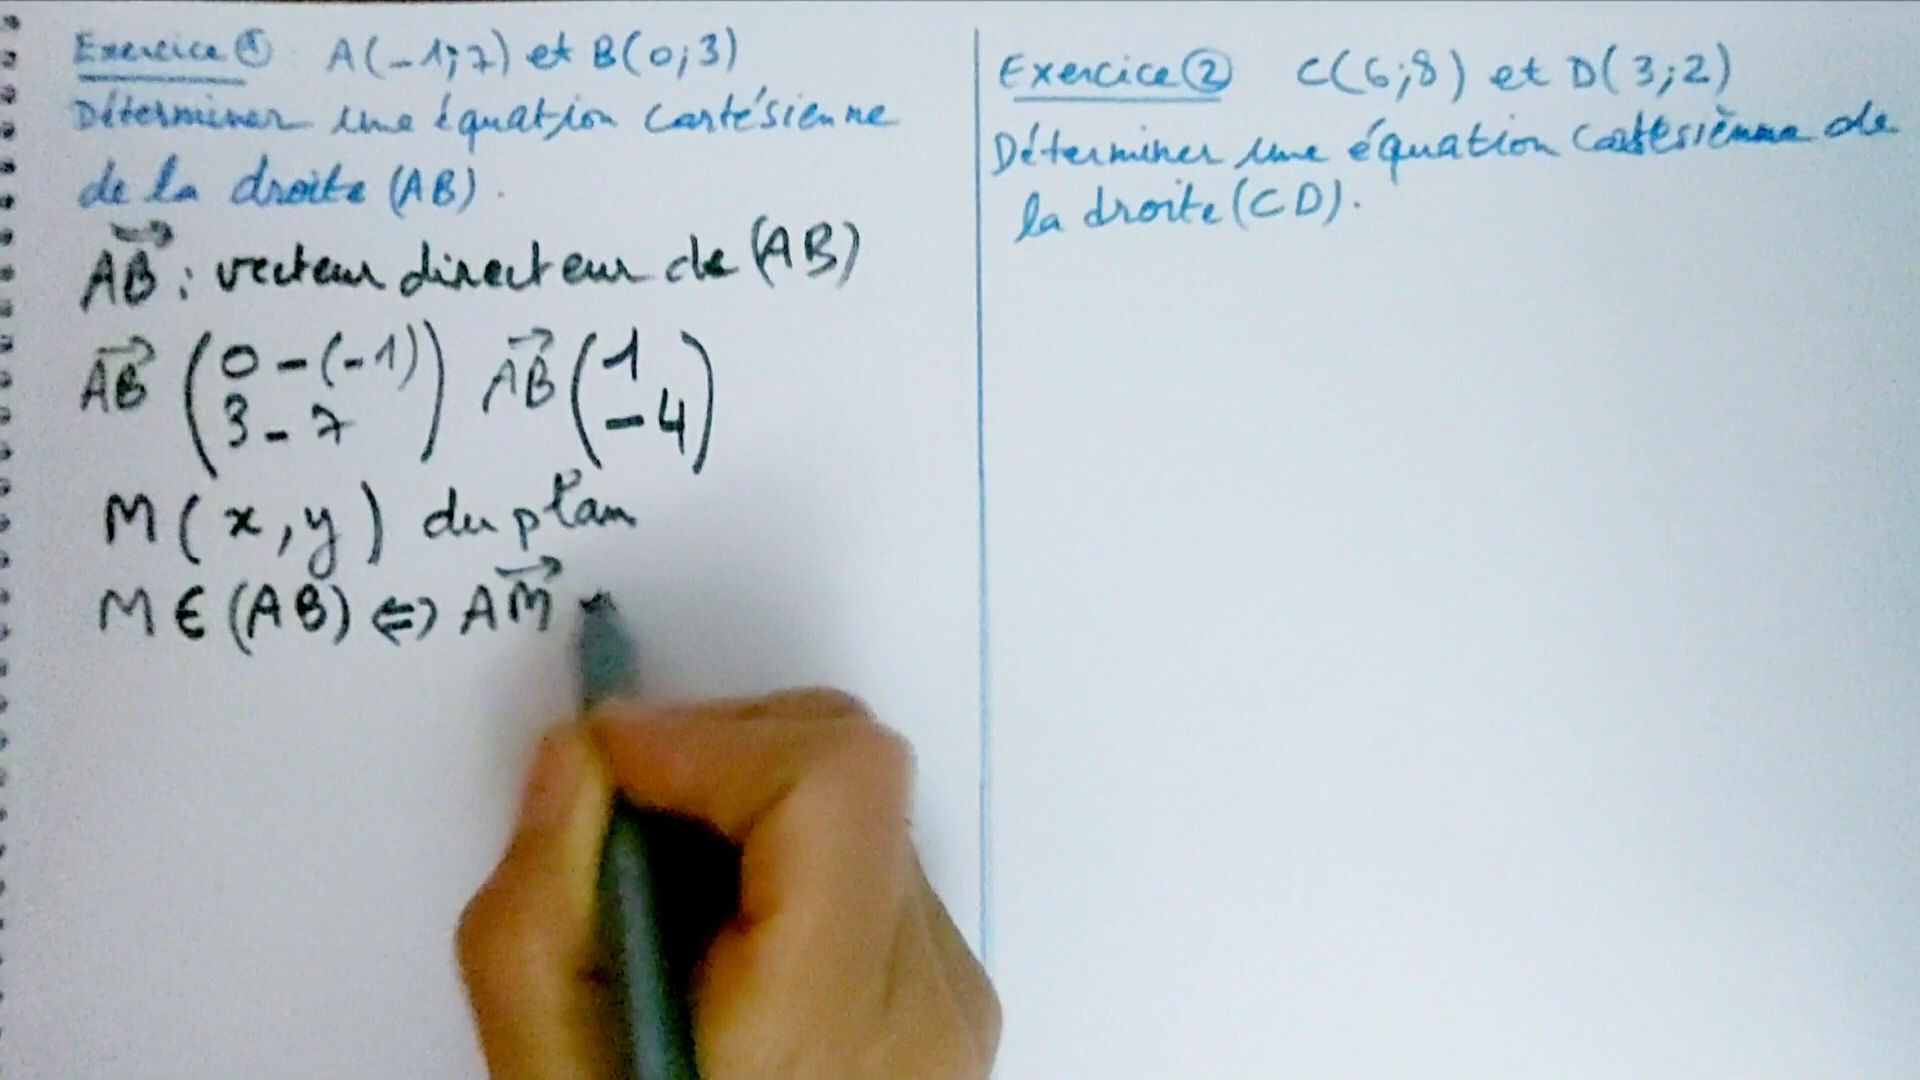 Exercice ① A(-1;7) et B(0;3)
Déterminer une équation cartésienne
de la droite (AB).
AB : vecteur directeur de (AB)
AB (0-(-1)) AB (1
3-7 -4)
M(x,y) du plan
M ∈ (AB) ⇔ AM
Exercice ② C(6;8) et D(3;2)
Déterminer une équation cartésienne de
la droite (CD).